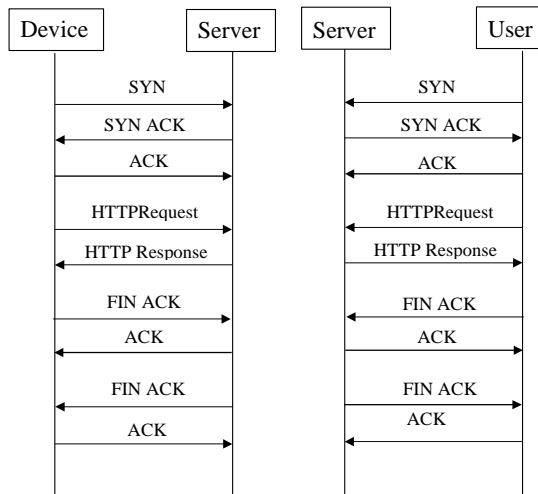 Device
Server
SYN
SYN ACK
ACK
HTTPRequest
HTTP Response
FIN ACK
ACK
FIN ACK
ACK
Server
User
SYN
SYN ACK
ACK
HTTPRequest
HTTP Response
FIN ACK
ACK
FIN ACK
ACK